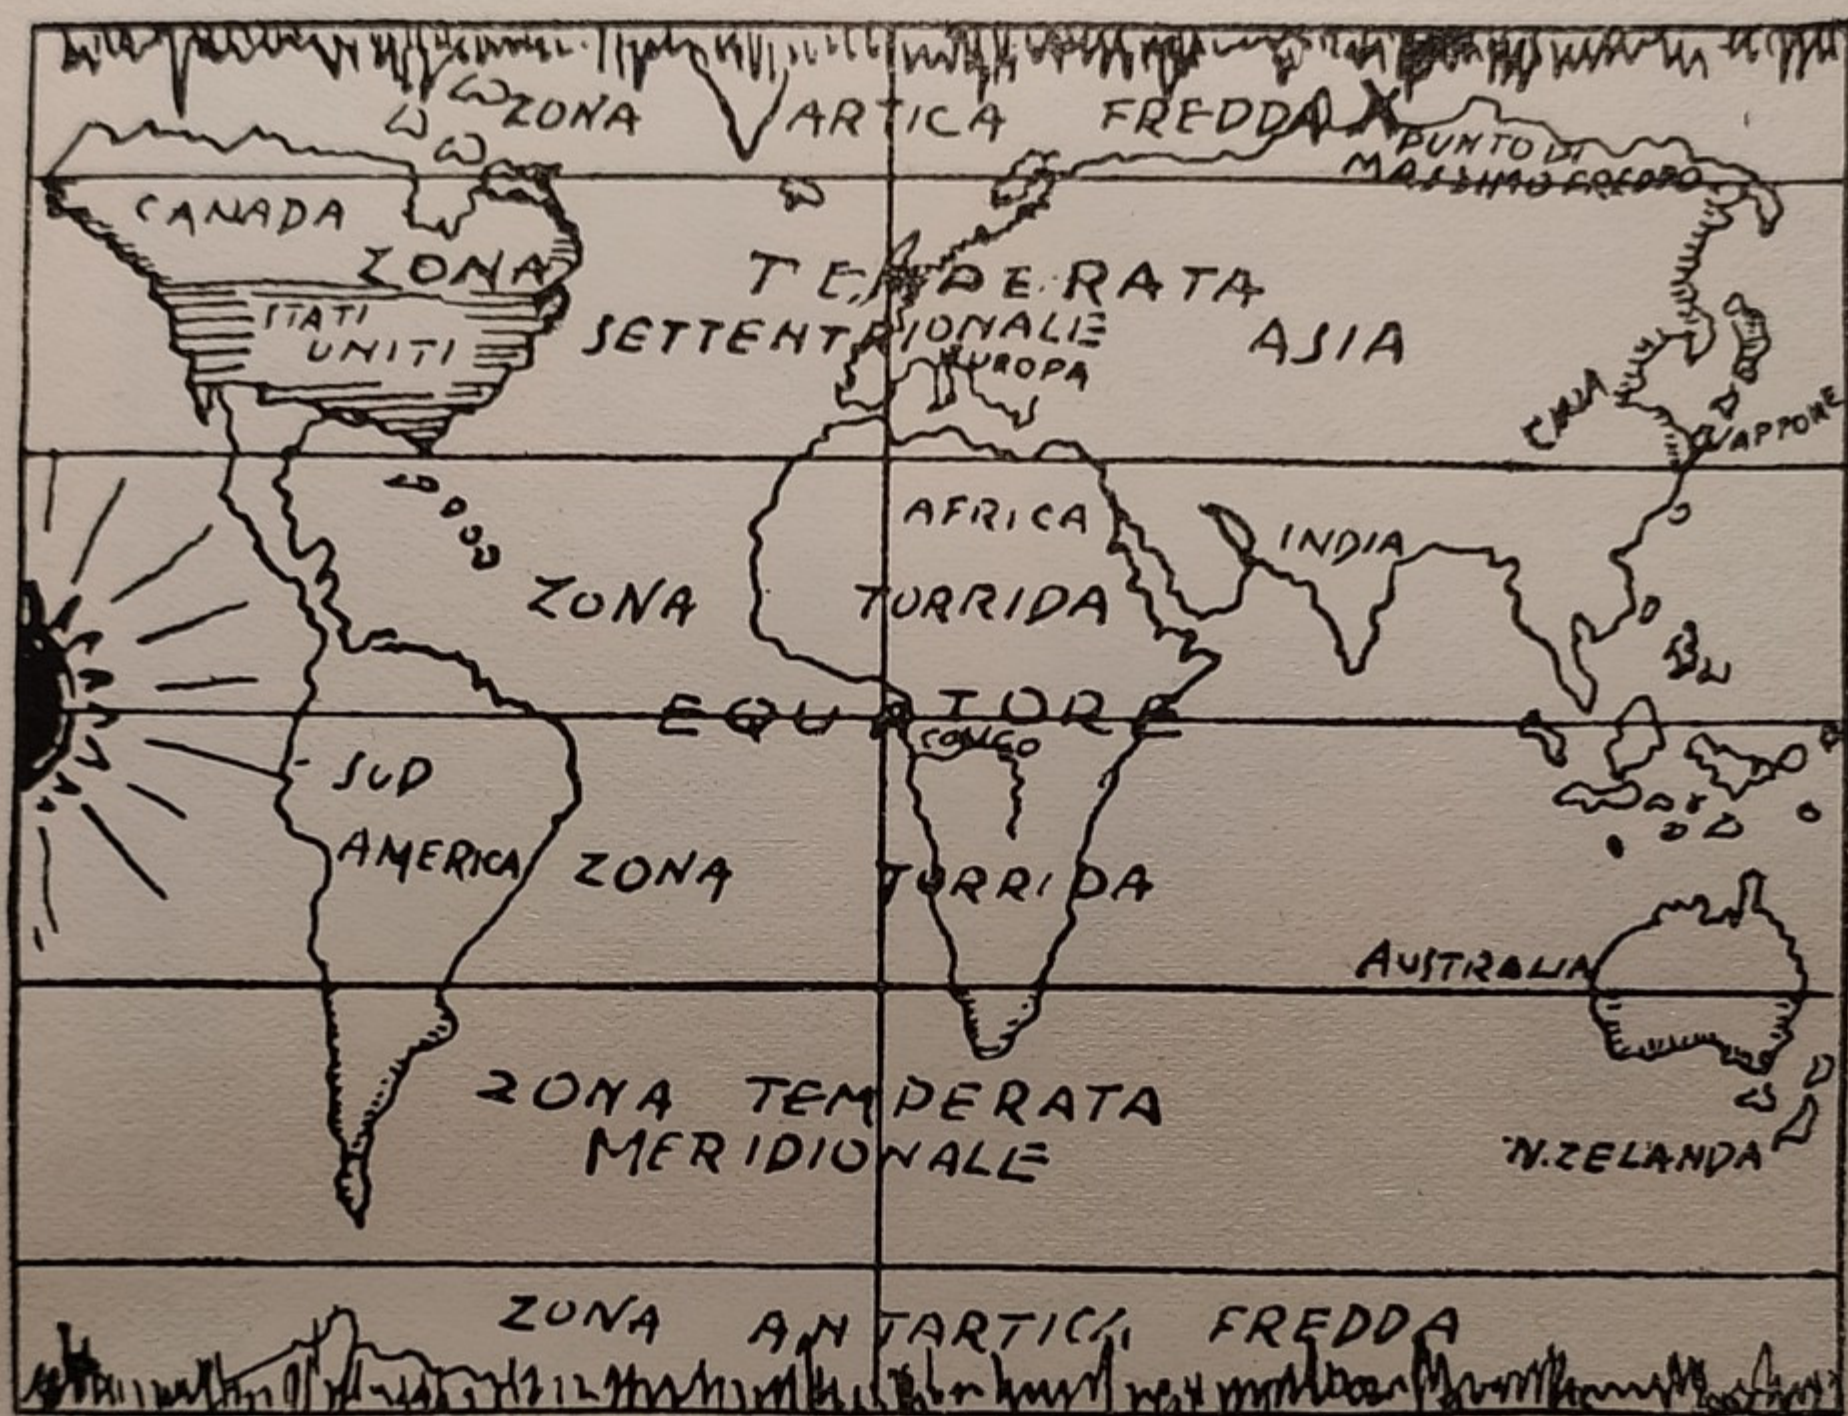 ZONA ARTICA FREDDA
PUNTO DI
MASSIMO FREDDO
CANADA
ZONA TEMPERATA
SETTENTRIONALE
STATI
UNITI
ASIA
EUROPA
CINA
GIAPPONE
AFRICA
INDIA
ZONA TORRIDA
EQUATORE
CONGO
SUD
AMERICA
ZONA TORRIDA
AUSTRALIA
ZONA TEMPERATA
MERIDIONALE
N. ZELANDA
ZONA ANTARTICA FREDDA